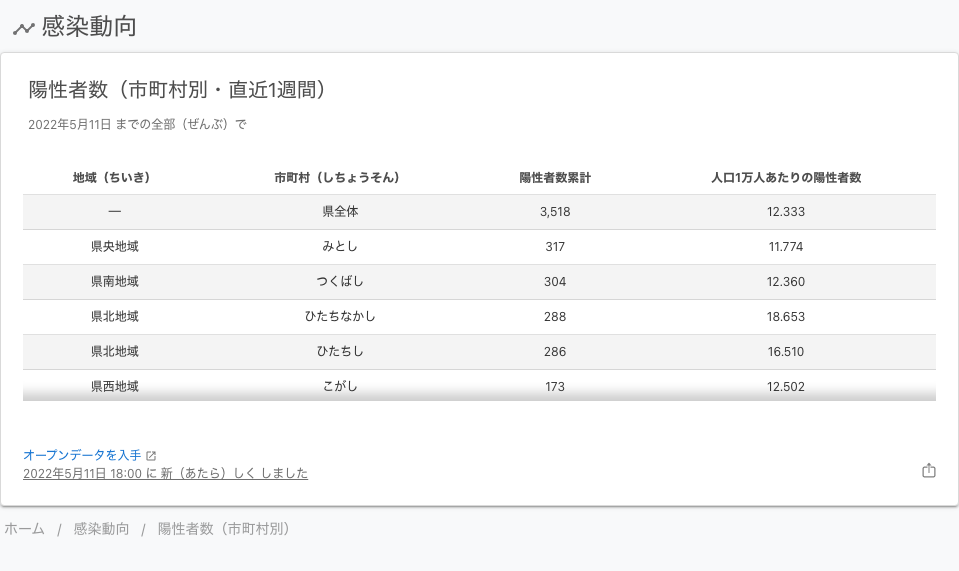 感染動向
陽性者数（市町村別・直近1週間）
2022年5月11日 までの全部（ぜんぶ）で
地域（ちいき） 市町村（しちょうそん） 陽性者数累計 人口1万人あたりの陽性者数
— 県全体 3,518 12.333
県央地域 みとし 317 11.774
県南地域 つくばし 304 12.360
県北地域 ひたちなかし 288 18.653
県北地域 ひたちし 286 16.510
県西地域 こがし 173 12.502
オープンデータを入手
2022年5月11日 18:00 に 新（あたら）しく しました
ホーム / 感染動向 / 陽性者数（市町村別）